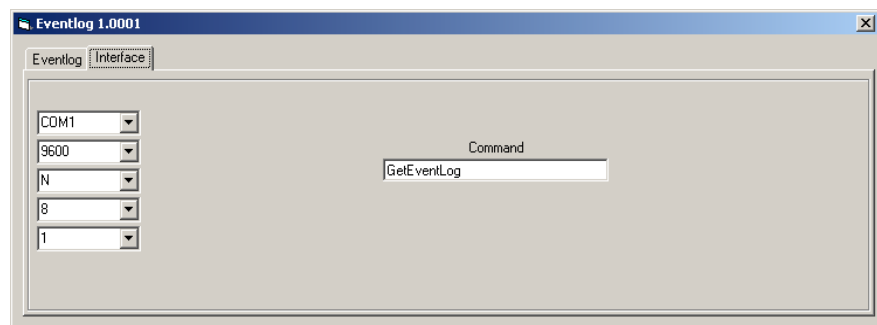 Eventlog 1.0001
Eventlog Interface
COM1
9600
N
8
1
Command
GetEventLog